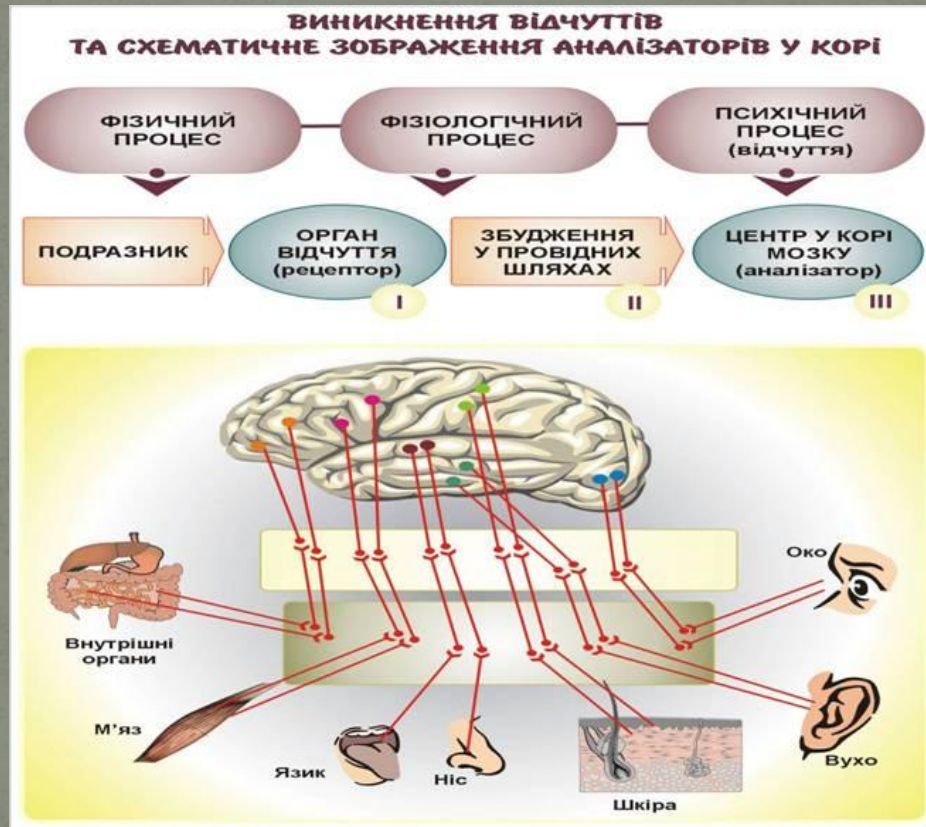 ВИНИКНЕННЯ ВІДЧУТТІВ
ТА СХЕМАТИЧНЕ ЗОБРАЖЕННЯ АНАЛІЗАТОРІВ У КОРІ
ФІЗИЧНИЙ
ПРОЦЕС
ФІЗІОЛОГІЧНИЙ
ПРОЦЕС
ПСИХІЧНИЙ
ПРОЦЕС
(відчуття)
ПОДРАЗНИК
ОРГАН
ВІДЧУТТЯ
(рецептор)
I
ЗБУДЖЕННЯ
У ПРОВІДНИХ
ШЛЯХАХ
II
ЦЕНТР У КОРІ
МОЗКУ
(аналізатор)
III
Око
Внутрішні
органи
М’яз
Язик
Ніс
Шкіра
Вухо